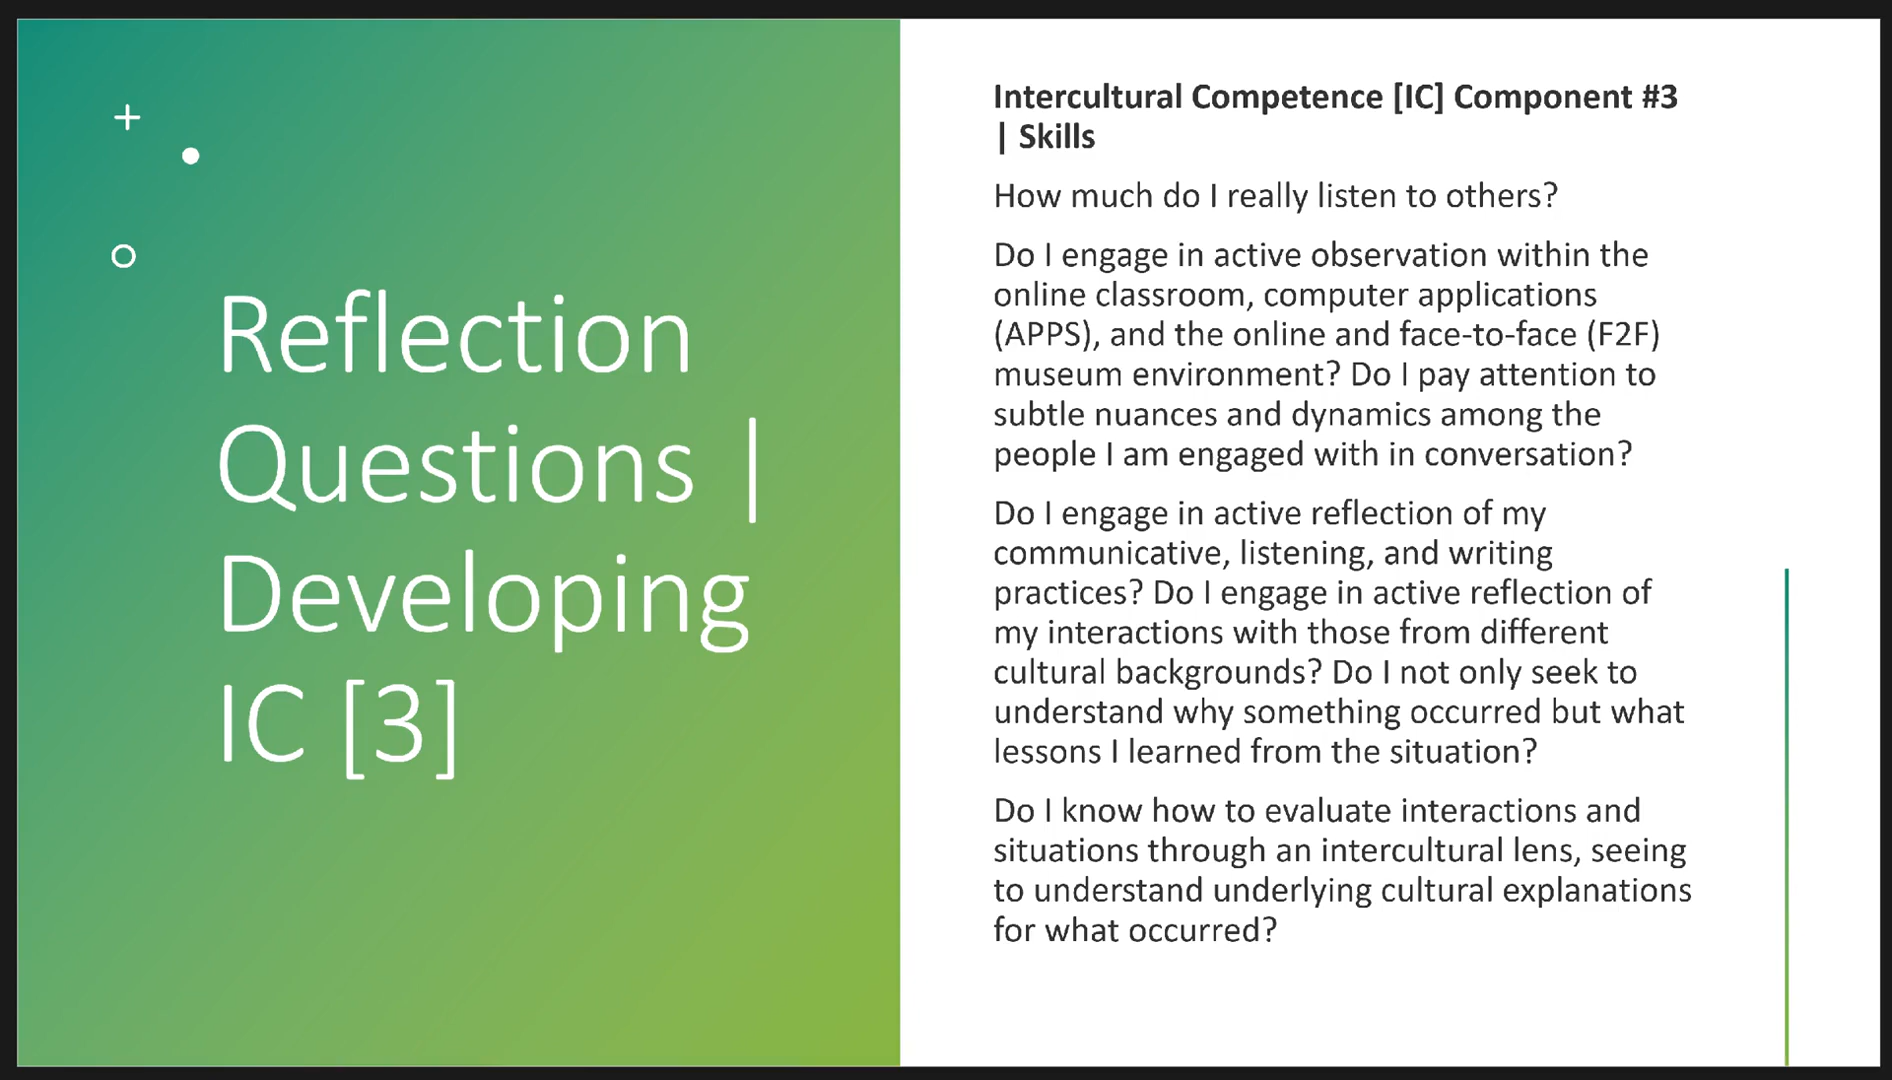 Reflection
Questions |
Developing
IC [3]
Intercultural Competence [IC] Component #3
| Skills
How much do I really listen to others?
Do I engage in active observation within the
online classroom, computer applications
(APPS), and the online and face-to-face (F2F)
museum environment? Do I pay attention to
subtle nuances and dynamics among the
people I am engaged with in conversation?
Do I engage in active reflection of my
communicative, listening, and writing
practices? Do I engage in active reflection of
my interactions with those from different
cultural backgrounds? Do I not only seek to
understand why something occurred but what
lessons I learned from the situation?
Do I know how to evaluate interactions and
situations through an intercultural lens, seeing
to understand underlying cultural explanations
for what occurred?